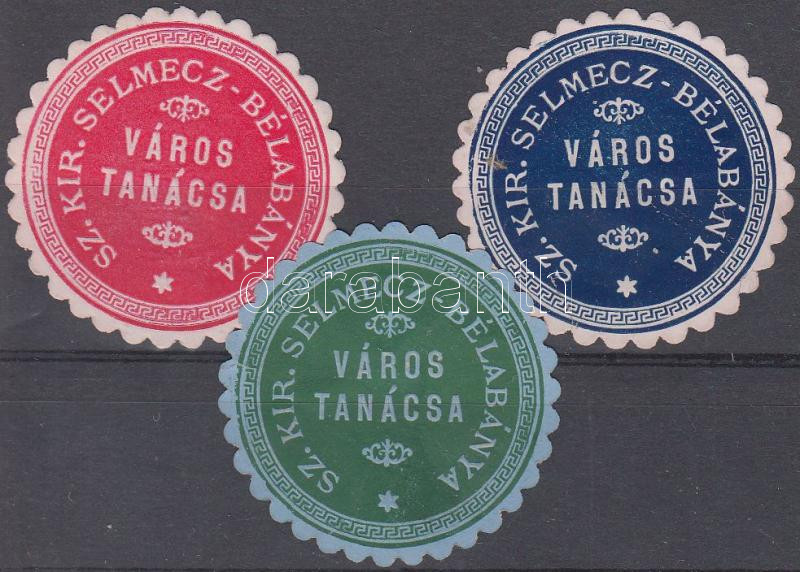 SZ. KIR. SELMECZ-BÉLABÁNYA
VÁROS
TANÁCSA
SZ. KIR. SELMECZ-BÉLABÁNYA
VÁROS
TANÁCSA
darabanth
SZ. KIR. SELMECZ-BÉLABÁNYA
VÁROS
TANÁCSA